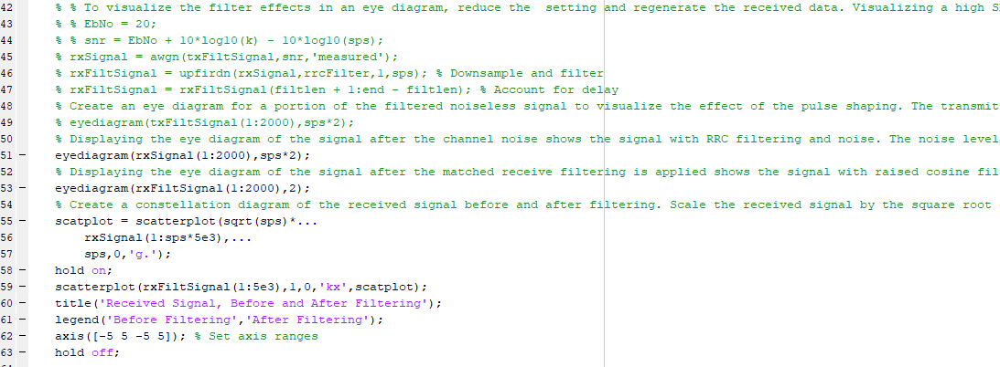 42 % % To visualize the filter effects in an eye diagram, reduce the  setting and regenerate the received data. Visualizing a high S
43 % % EbNo = 20;
44 % % snr = EbNo + 10*log10(k) - 10*log10(sps);
45 % rxSignal = awgn(txFiltSignal,snr,'measured');
46 % rxFiltSignal = upfirdn(rxSignal,rrcFilter,1,sps); % Downsample and filter
47 % rxFiltSignal = rxFiltSignal(filtlen + 1:end - filtlen); % Account for delay
48 % Create an eye diagram for a portion of the filtered noiseless signal to visualize the effect of the pulse shaping. The transmit
49 % eyediagram(txFiltSignal(1:2000),sps*2);
50 % Displaying the eye diagram of the signal after the channel noise shows the signal with RRC filtering and noise. The noise level
51 - eyediagram(rxSignal(1:2000),sps*2);
52 % Displaying the eye diagram of the signal after the matched receive filtering is applied shows the signal with raised cosine fil
53 - eyediagram(rxFiltSignal(1:2000),2);
54 % Create a constellation diagram of the received signal before and after filtering. Scale the received signal by the square root
55 - scatplot = scatterplot(sqrt(sps)*...
56 rxSignal(1:sps*5e3),...
57 sps,0,'g.');
58 - hold on;
59 - scatterplot(rxFiltSignal(1:5e3),1,0,'kx',scatplot);
60 - title('Received Signal, Before and After Filtering');
61 - legend('Before Filtering','After Filtering');
62 - axis([-5 5 -5 5]); % Set axis ranges
63 - hold off;